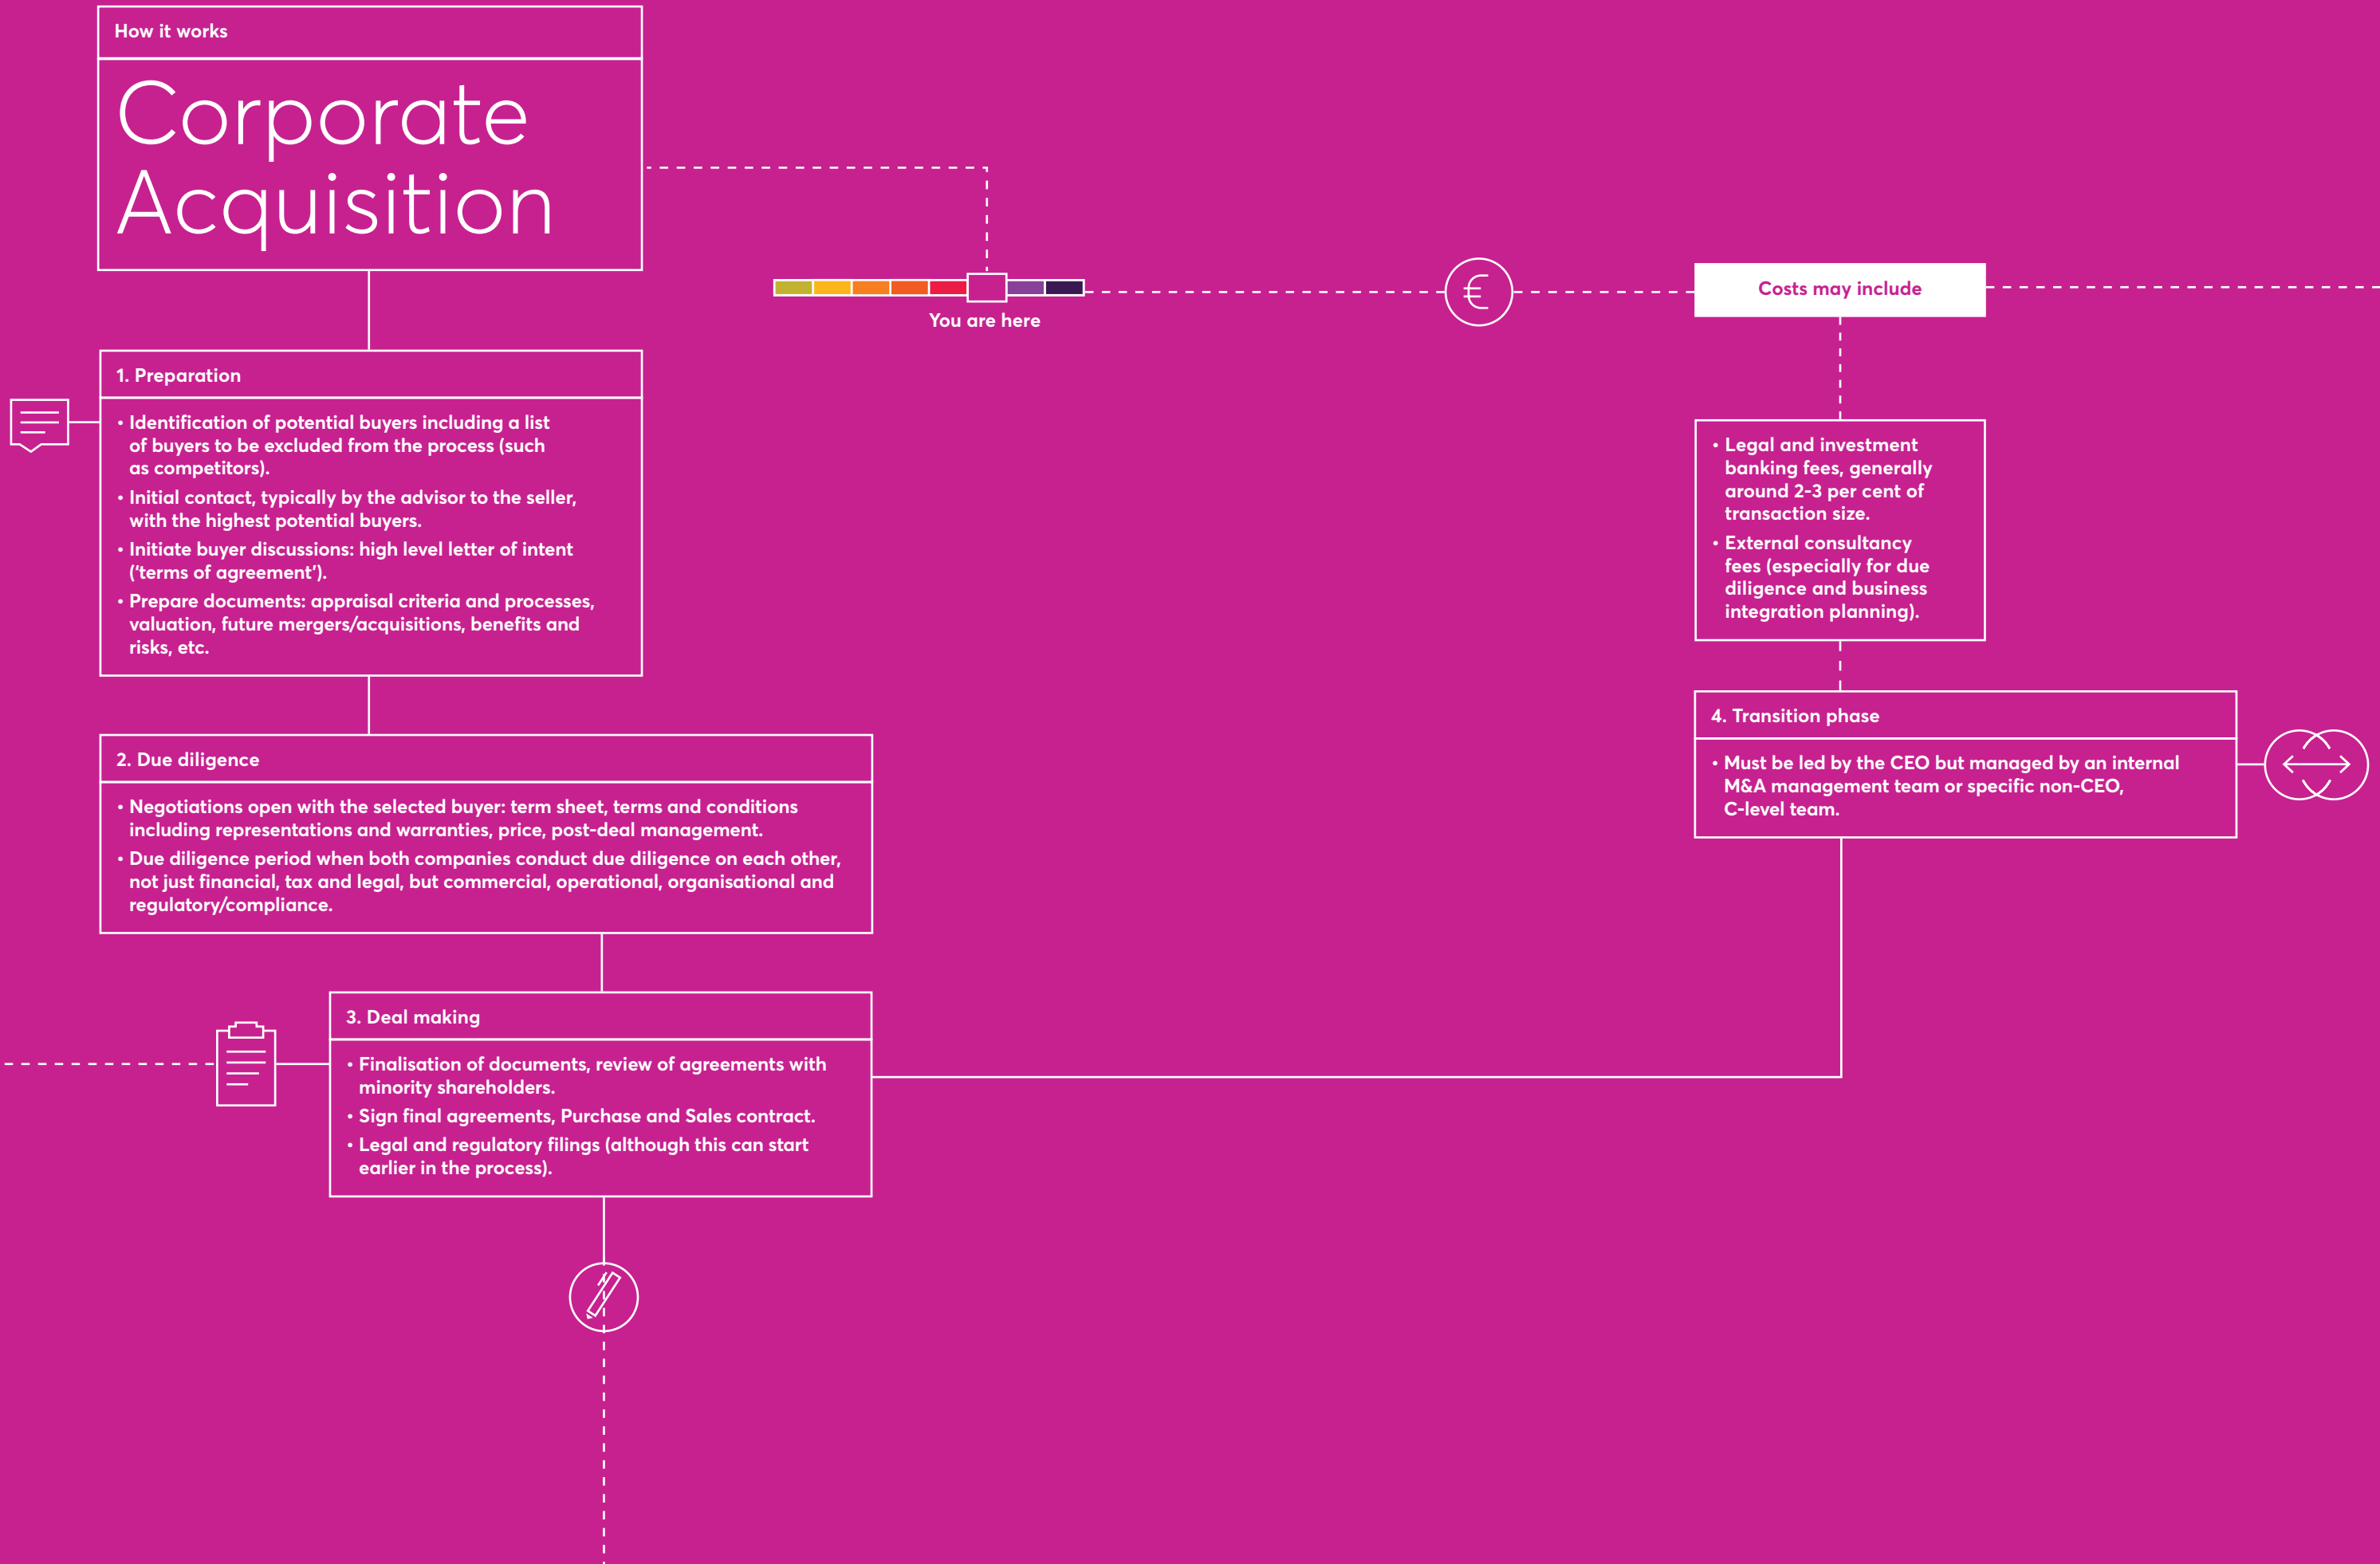 How it works
Corporate
Acquisition
You are here
Costs may include
1. Preparation
• Identification of potential buyers including a list
of buyers to be excluded from the process (such
as competitors).
• Initial contact, typically by the advisor to the seller,
with the highest potential buyers.
• Initiate buyer discussions: high level letter of intent
(‘terms of agreement’).
• Prepare documents: appraisal criteria and processes,
valuation, future mergers/acquisitions, benefits and
risks, etc.
2. Due diligence
• Negotiations open with the selected buyer: term sheet, terms and conditions
including representations and warranties, price, post-deal management.
• Due diligence period when both companies conduct due diligence on each other,
not just financial, tax and legal, but commercial, operational, organisational and
regulatory/compliance.
3. Deal making
• Finalisation of documents, review of agreements with
minority shareholders.
• Sign final agreements, Purchase and Sales contract.
• Legal and regulatory filings (although this can start
earlier in the process).
€
• Legal and investment
banking fees, generally
around 2-3 per cent of
transaction size.
• External consultancy
fees (especially for due
diligence and business
integration planning).
4. Transition phase
• Must be led by the CEO but managed by an internal
M&A management team or specific non-CEO,
C-level team.